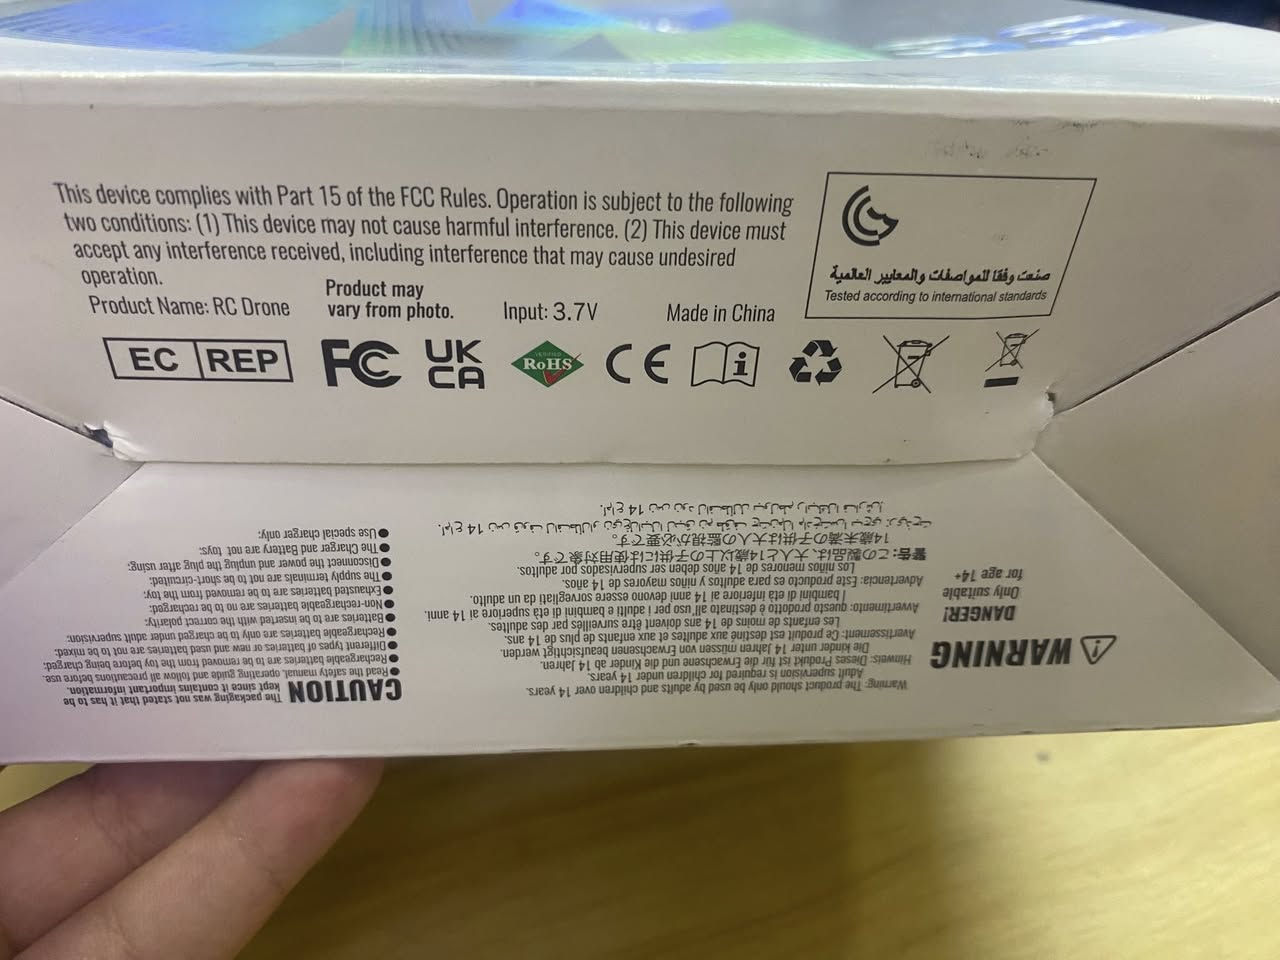 This device complies with Part 15 of the FCC Rules. Operation is subject to the following
two conditions: (1) This device may not cause harmful interference. (2) This device must
accept any interference received, including interference that may cause undesired
operation.
Product Name: RC Drone
Product may
vary from photo.
Input: 3.7V
Made in China
صنعت وفقا للمواصفات والمعايير العالمية
Tested according to international standards
EC REP
FC
UK
CA
VERIFIED
RoHS
CE
i
WARNING
DANGER!
Only suitable
for age 14+
Warning: The product should only be used by adults and children over 14 years.
Adult supervision is required for children under 14 years.
Hinweis: Dieses Produkt ist für die Erwachsene und die Kinder ab 14 Jahren.
Die kinder unter 14 Jahren müssen von Erwachsenen beaufsichtigt werden.
Avertissement: Ce produit est destine aux adultes et aux enfants de plus de 14 ans.
Les enfants de moins de 14 ans doivent être surveillés par des adultes.
Avvertimento: questo prodotto è destinato all'uso per i adulti e bambini di età superiore ai 14 anni.
I bambini di età inferiore ai 14 anni devono essere sorvegliati da un adulto.
Advertencia: Este producto es para adultos y niños mayores de 14 años.
Los niños menores de 14 años deben ser supervisados por adultos.
警告: この製品は、大人と14歳以上の子供には使用対象です。
14歳未満の子供は大人の監視が必要です。
CAUTION
The packaging was not stated that it has to be
kept since it contains important information.
●Read the safety manual, operating guide and follow all precautions before use.
●Rechargeable batteries are to be removed from the toy before being charged:
●Different types of batteries or new and used batteries are not to be mixed:
●Rechargeable batteries are only to be charged under adult supervision:
●Batteries are to be inserted with the correct polarity:
●Non-rechargeable batteries are no to be recharged:
●Exhausted batteries are to be removed from the toy:
●The supply terminals are not to be short-circuited:
●Disconnect the power and unplug the plug after using:
●The Charger and Battery are not toys:
●Use special charger only: